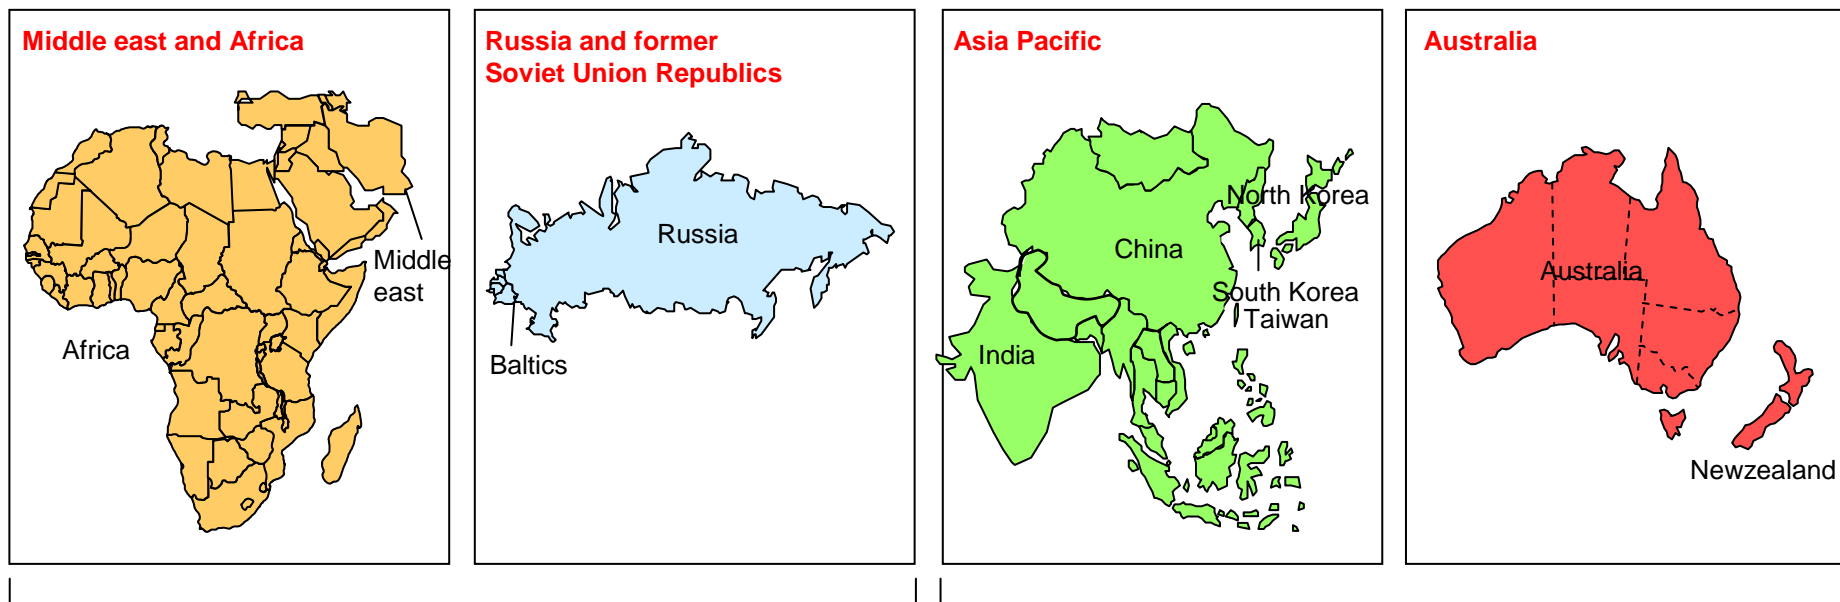 Middle east and Africa
Middle
east
Africa
Russia and former
Soviet Union Republics
Russia
Baltics
Asia Pacific
North Korea
China
South Korea
Taiwan
India
Australia
Australia
Newzealand